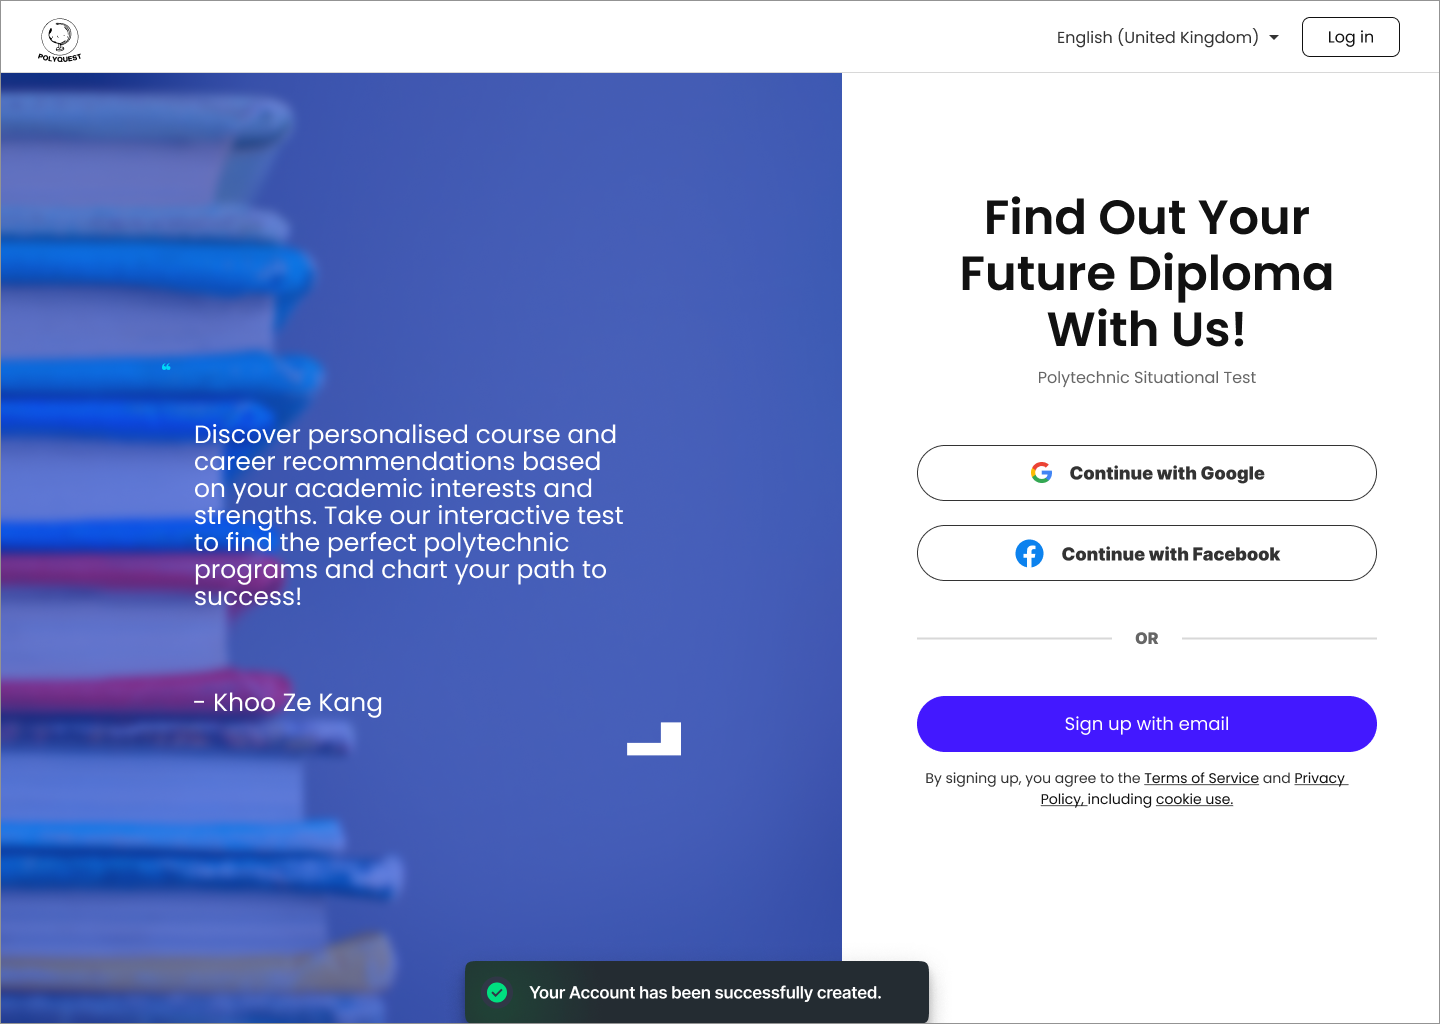 POLYQUEST
English (United Kingdom)
Log in
Find Out Your
Future Diploma
With Us!
Polytechnic Situational Test
❝
Discover personalised course and
career recommendations based
on your academic interests and
strengths. Take our interactive test
to find the perfect polytechnic
programs and chart your path to
success!
- Khoo Ze Kang
Continue with Google
Continue with Facebook
OR
Sign up with email
By signing up, you agree to the Terms of Service and Privacy
Policy, including cookie use.
Your Account has been successfully created.